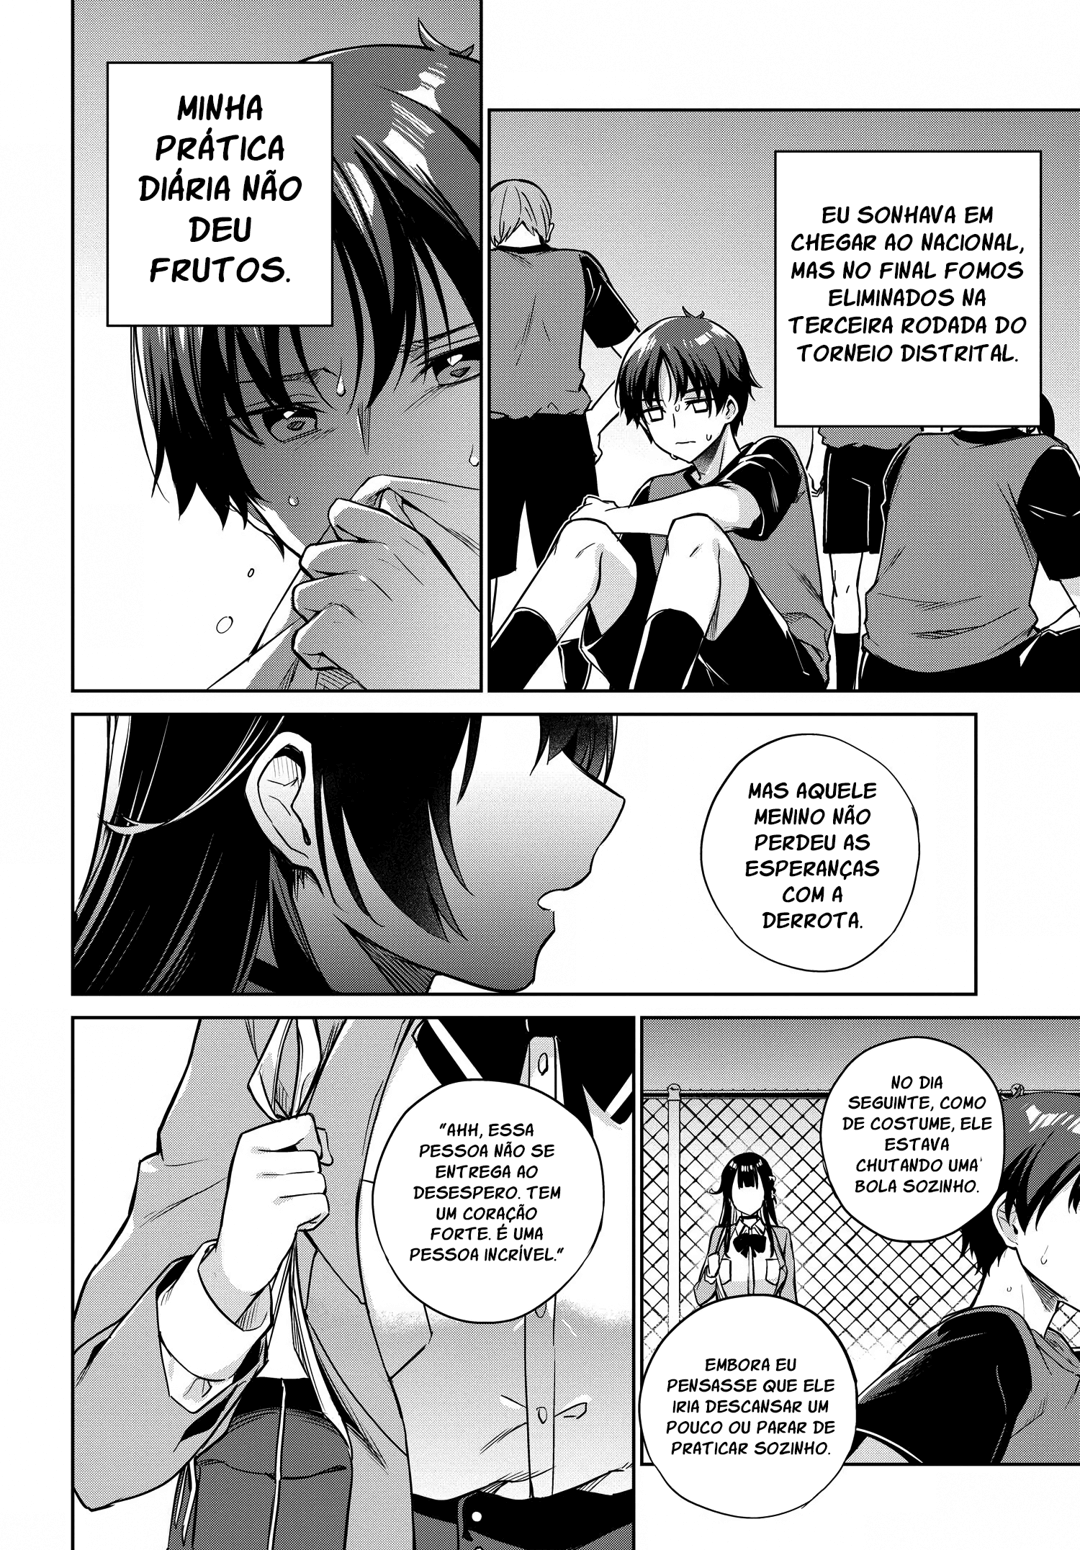 EU SONHAVA EM
CHEGAR AO NACIONAL,
MAS NO FINAL FOMOS
ELIMINADOS NA
TERCEIRA RODADA DO
TORNEIO DISTRITAL.
MINHA
PRÁTICA
DIÁRIA NÃO
DEU
FRUTOS.
MAS AQUELE
MENINO NÃO
PERDEU AS
ESPERANÇAS
COM A
DERROTA.
NO DIA
SEGUINTE, COMO
DE COSTUME, ELE
ESTAVA
CHUTANDO UMA
BOLA SOZINHO.
EMBORA EU
PENSASSE QUE ELE
IRIA DESCANSAR UM
POUCO OU PARAR DE
PRATICAR SOZINHO.
"AHH, ESSA
PESSOA NÃO SE
ENTREGA AO
DESESPERO. TEM
UM CORAÇÃO
FORTE. É UMA
PESSOA INCRÍVEL."